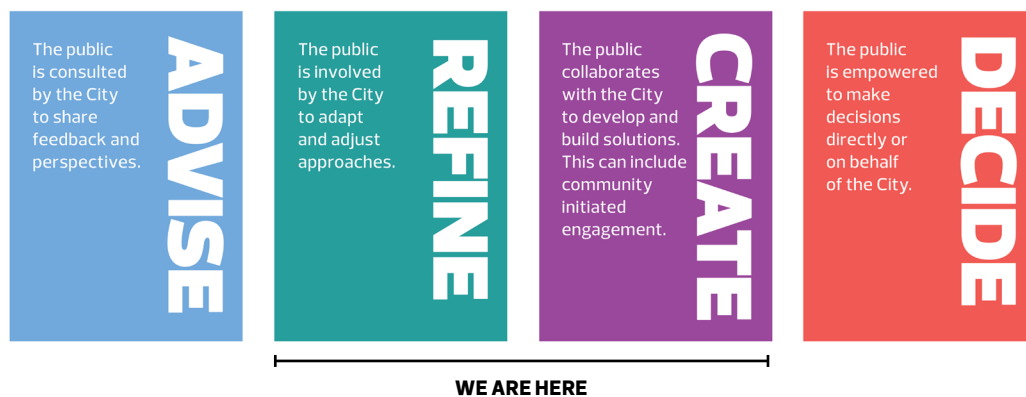 The public
is consulted
by the City
to share
feedback and
perspectives.
ADVISE
The public
is involved
by the City
to adapt
and adjust
approaches.
REFINE
The public
collaborates
with the City
to develop and
build solutions.
This can include
community
initiated
engagement.
CREATE
The public
is empowered
to make
decisions
directly or
on behalf
of the City.
DECIDE
WE ARE HERE